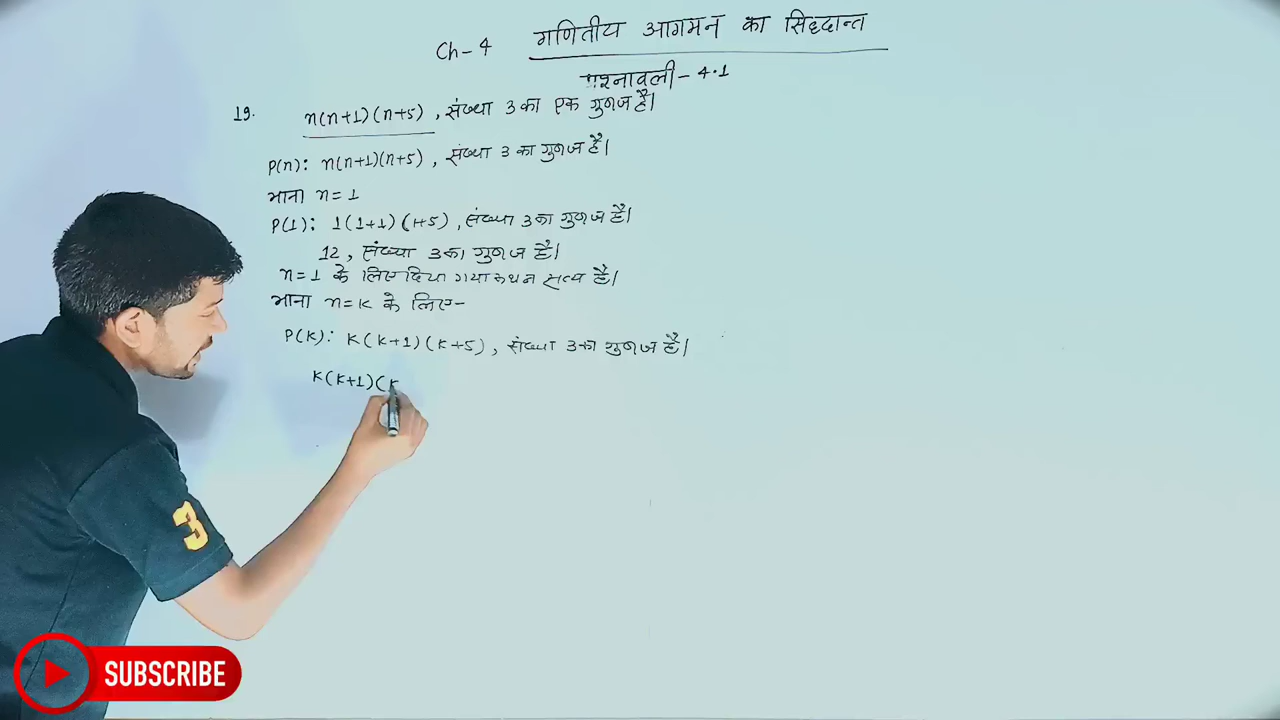 Ch-4 गणितीय आगमन का सिद्दान्त
प्रश्नावली - 4.1
19. n(n+1)(n+5), संख्या 3 का एक गुणज है।
P(n): n(n+1)(n+5), संख्या 3 का गुणज है।
माना n=1
P(1): 1(1+1)(1+5), संख्या 3 का गुणज है।
12, संख्या 3 का गुणज है।
n=1 के लिए दिया गया कथन सत्य है।
माना n=K के लिए-
P(K): K(K+1)(K+5), संख्या 3 का गुणज है।
K(K+1)(K
3
SUBSCRIBE